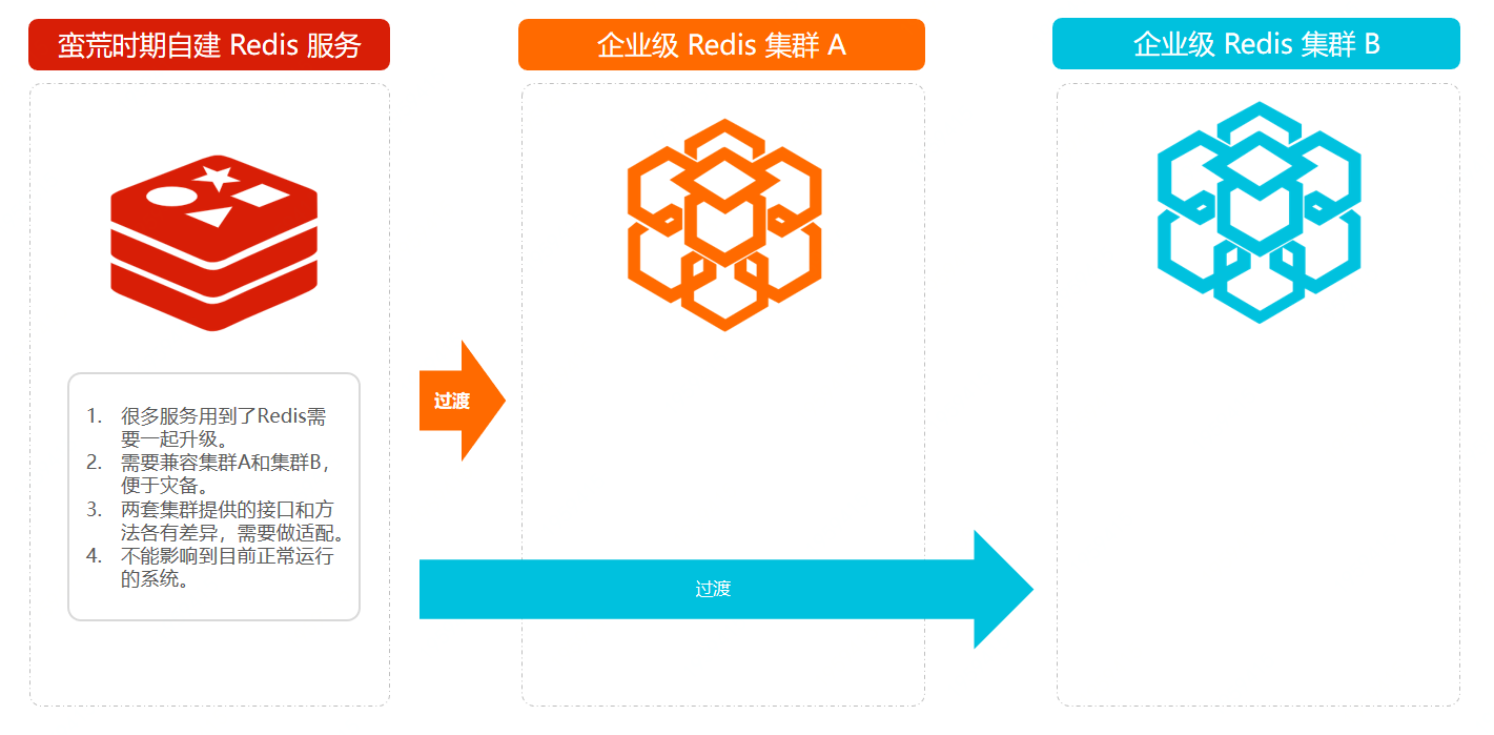 蛮荒时期自建 Redis 服务
企业级 Redis 集群 A
企业级 Redis 集群 B
过渡
1. 很多服务用到了Redis需
要一起升级。
2. 需要兼容集群A和集群B，
便于灾备。
3. 两套集群提供的接口和方
法各有差异，需要做适配。
4. 不能影响到目前正常运行
的系统。
过渡